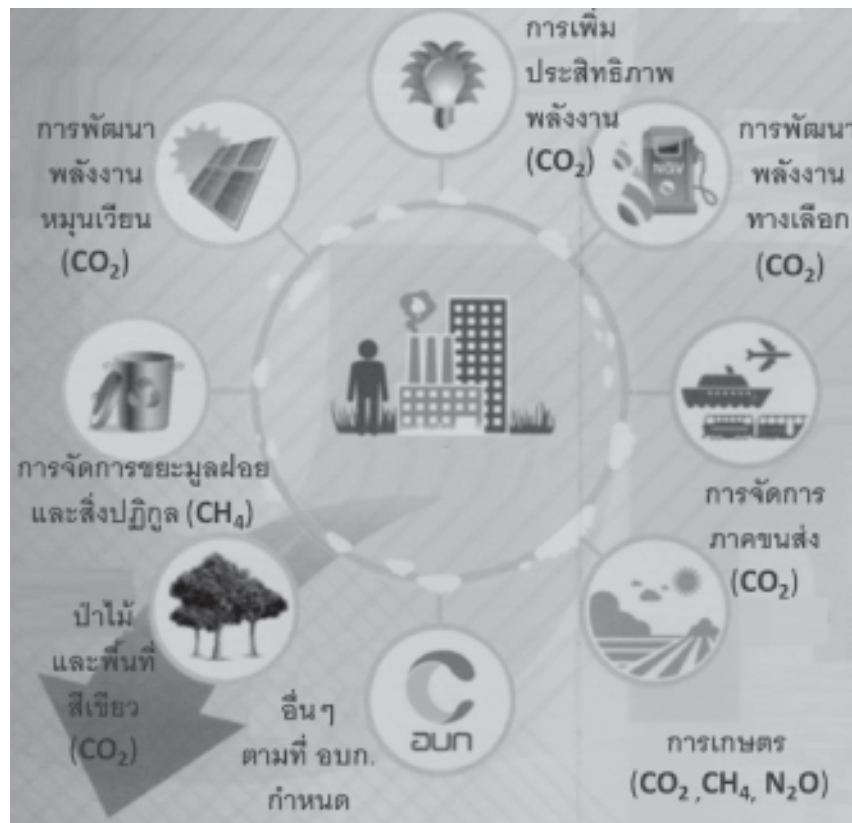 การเพิ่ม
ประสิทธิภาพ
พลังงาน
(CO₂)
การพัฒนา
พลังงาน
ทางเลือก
(CO₂)
NGV
การจัดการ
ภาคขนส่ง
(CO₂)
การเกษตร
(CO₂, CH₄, N₂O)
อบก
อื่นๆ
ตามที่ อบก.
กำหนด
ป่าไม้
และพื้นที่
สีเขียว
(CO₂)
การจัดการขยะมูลฝอย
และสิ่งปฏิกูล (CH₄)
การพัฒนา
พลังงาน
หมุนเวียน
(CO₂)